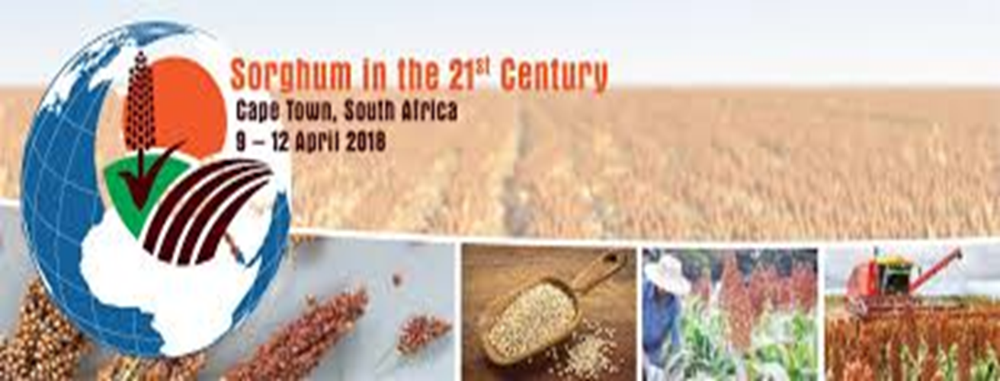 Sorghum in the 21st Century
Cape Town, South Africa
9 – 12 April 2018